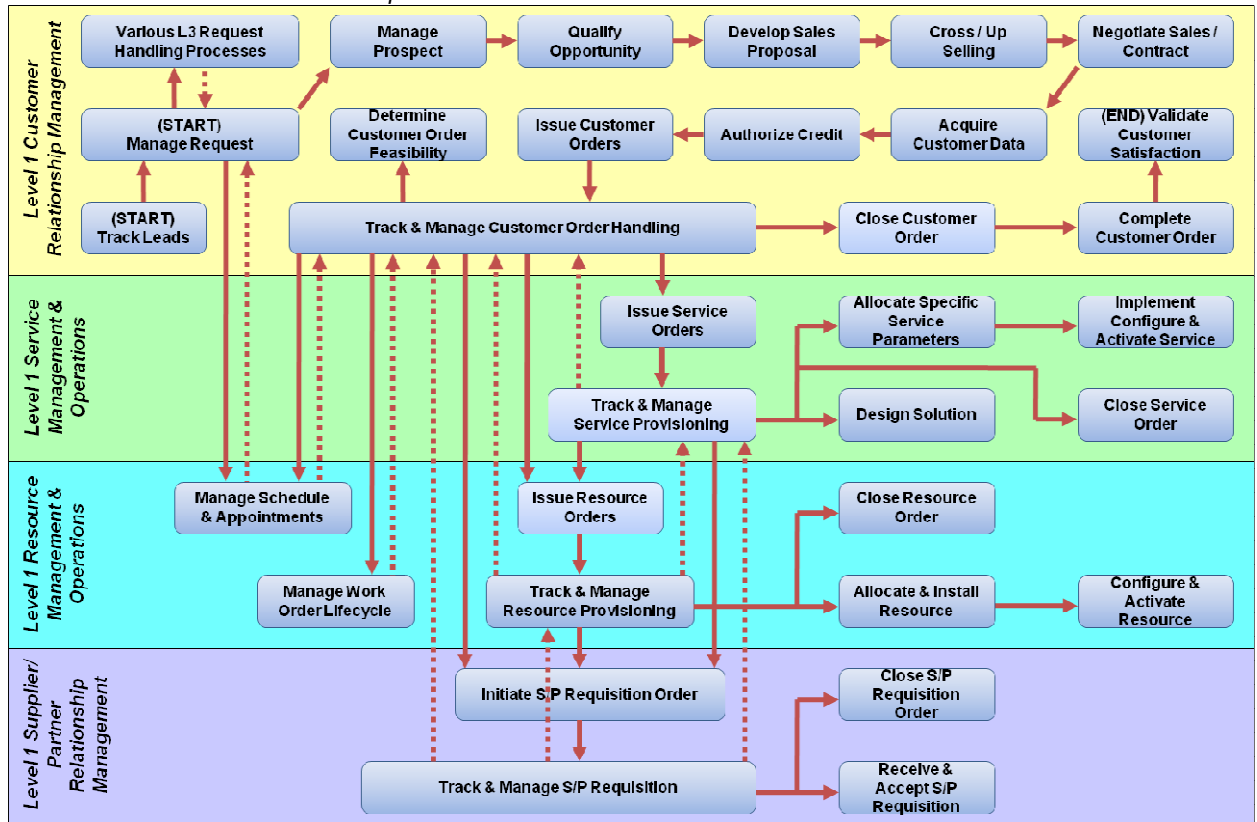 Level 1 Customer
Relationship Management
Various L3 Request
Handling Processes
Manage
Prospect
Qualify
Opportunity
Develop Sales
Proposal
Cross / Up
Selling
Negotiate Sales /
Contract
(START)
Manage Request
Determine
Customer Order
Feasibility
Issue Customer
Orders
Authorize Credit
Acquire
Customer Data
(END) Validate
Customer
Satisfaction
(START)
Track Leads
Track & Manage Customer Order Handling
Close Customer
Order
Complete
Customer Order
Level 1 Service
Management &
Operations
Issue Service
Orders
Allocate Specific
Service
Parameters
Implement
Configure &
Activate Service
Track & Manage
Service Provisioning
Design Solution
Close Service
Order
Level 1 Resource
Management &
Operations
Manage Schedule
& Appointments
Issue Resource
Orders
Close Resource
Order
Manage Work
Order Lifecycle
Track & Manage
Resource Provisioning
Allocate & Install
Resource
Configure &
Activate
Resource
Level 1 Supplier/
Partner
Relationship
Management
Initiate S/P Requisition Order
Close S/P
Requisition
Order
Track & Manage S/P Requisition
Receive &
Accept S/P
Requisition